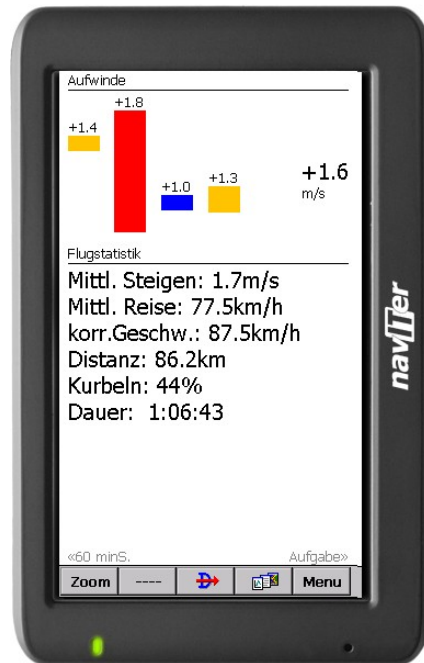 Aufwinde
+1.8
+1.4
+1.3
+1.0
+1.6
m/s
Flugstatistik
Mittl. Steigen: 1.7m/s
Mittl. Reise: 77.5km/h
korr.Geschw.: 87.5km/h
Distanz: 86.2km
Kurbeln: 44%
Dauer: 1:06:43
«60 minS. Aufgabe»
Zoom ---- Menu
naviter